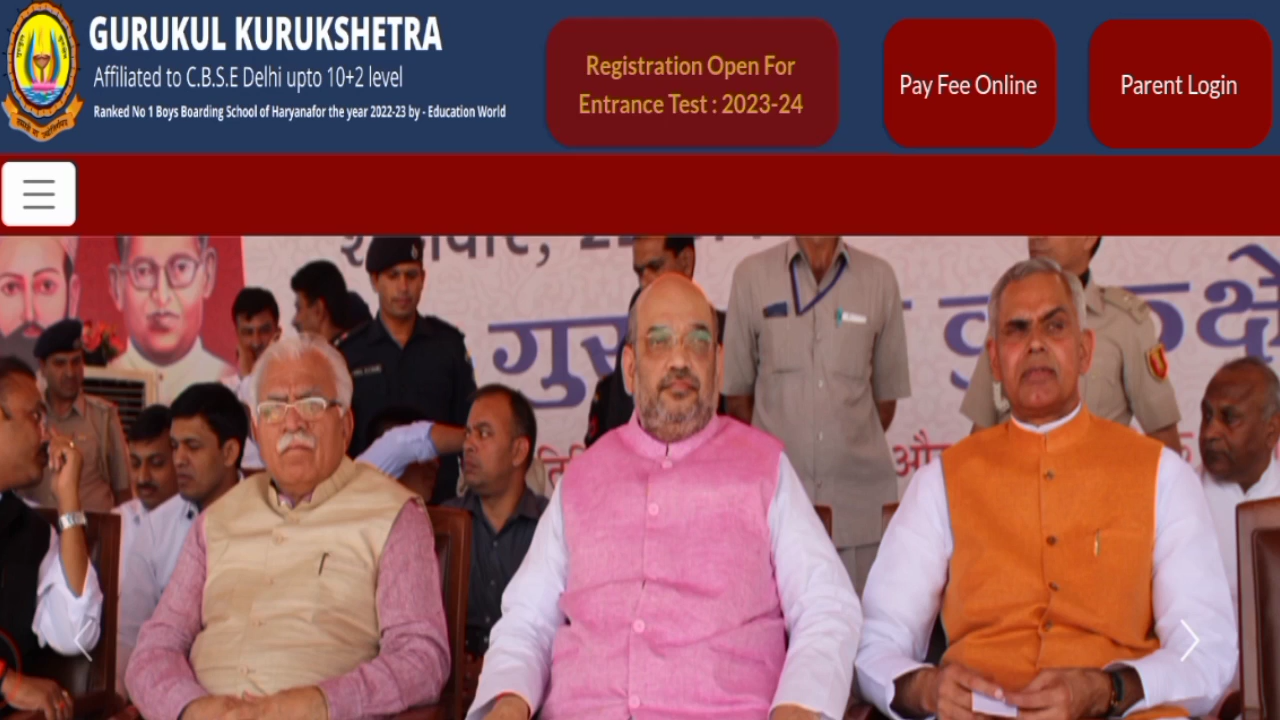 GURUKUL KURUKSHETRA
Affiliated to C.B.S.E Delhi upto 10+2 level
Ranked No 1 Boys Boarding School of Haryanafor the year 2022-23 by - Education World
Registration Open For
Entrance Test : 2023-24
Pay Fee Online
Parent Login